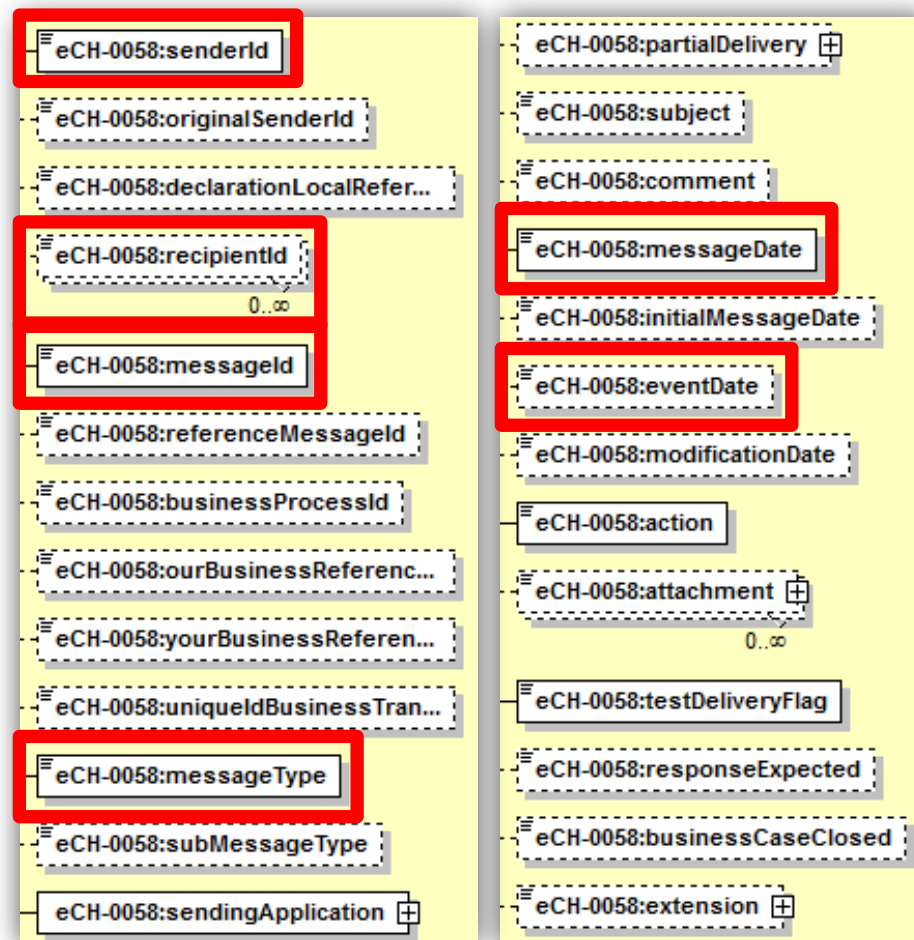 eCH-0058:senderId
eCH-0058:originalSenderId
eCH-0058:declarationLocalRefer...
eCH-0058:recipientId
0..∞
eCH-0058:messageId
eCH-0058:referenceMessageId
eCH-0058:businessProcessId
eCH-0058:ourBusinessReferenc...
eCH-0058:yourBusinessReferen...
eCH-0058:uniqueIdBusinessTran...
eCH-0058:messageType
eCH-0058:subMessageType
eCH-0058:sendingApplication
eCH-0058:partialDelivery
eCH-0058:subject
eCH-0058:comment
eCH-0058:messageDate
eCH-0058:initialMessageDate
eCH-0058:eventDate
eCH-0058:modificationDate
eCH-0058:action
eCH-0058:attachment
0..∞
eCH-0058:testDeliveryFlag
eCH-0058:responseExpected
eCH-0058:businessCaseClosed
eCH-0058:extension